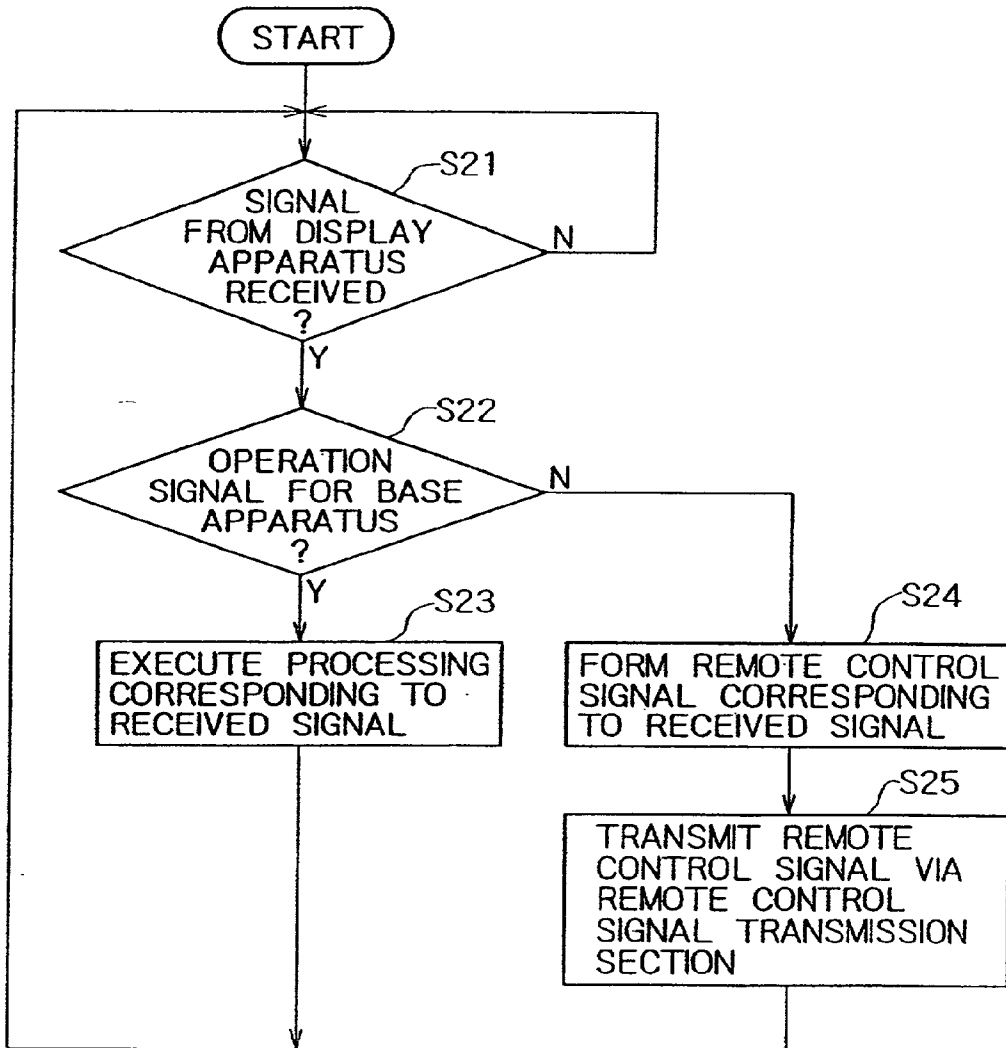 START
S21
SIGNAL
FROM DISPLAY
APPARATUS
RECEIVED
?
N
Y
S22
OPERATION
SIGNAL FOR BASE
APPARATUS
?
N
Y
S23
EXECUTE PROCESSING
CORRESPONDING TO
RECEIVED SIGNAL
S24
FORM REMOTE CONTROL
SIGNAL CORRESPONDING
TO RECEIVED SIGNAL
S25
TRANSMIT REMOTE
CONTROL SIGNAL VIA
REMOTE CONTROL
SIGNAL TRANSMISSION
SECTION